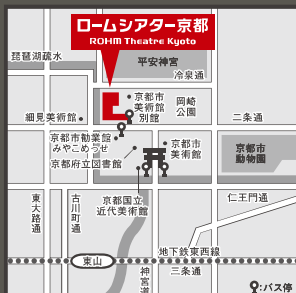 ロームシアター京都
ROHM Theatre Kyoto
琵琶湖疏水
平安神宮
冷泉通
京都市
美術館
別館
岡崎
公園
細見美術館
二条通
京都市勧業館
みやこめっせ
京都府立図書館
京都市
美術館
京都市
動物園
東大路通
古川町通
京都国立
近代美術館
仁王門通
地下鉄東西線
東山
三条通
神宮道
:バス停